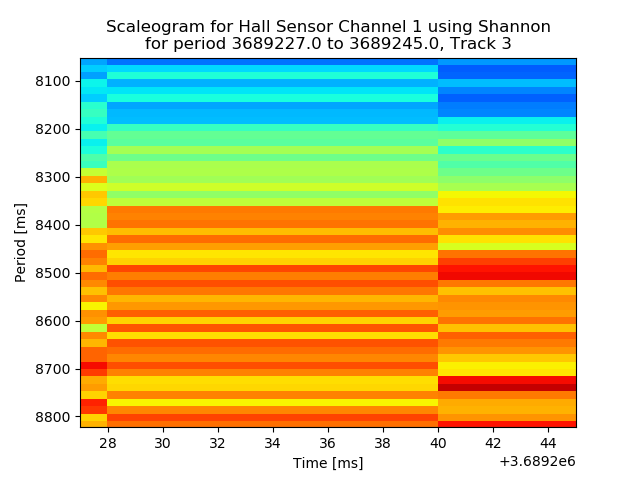 Scaleogram for Hall Sensor Channel 1 using Shannon
for period 3689227.0 to 3689245.0, Track 3
8100
8200
8300
8400
8500
8600
8700
8800
Period [ms]
28 30 32 34 36 38 40 42 44
Time [ms]
+3.6892e6